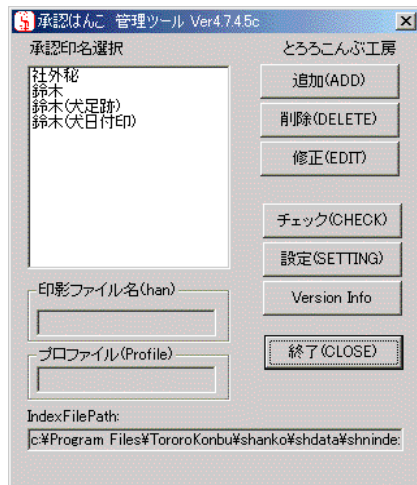 承認はんこ 管理ツール Ver4.7.4.5c
承認印名選択
とろろこんぶ工房
社外秘
鈴木
鈴木(犬足跡)
鈴木(犬日付印)
追加(ADD)
削除(DELETE)
修正(EDIT)
チェック(CHECK)
設定(SETTING)
Version Info
終了(CLOSE)
印影ファイル名(han)
プロファイル(Profile)
IndexFilePath:
c:¥Program Files¥TororoKonbu¥shanko¥shdata¥shninde: